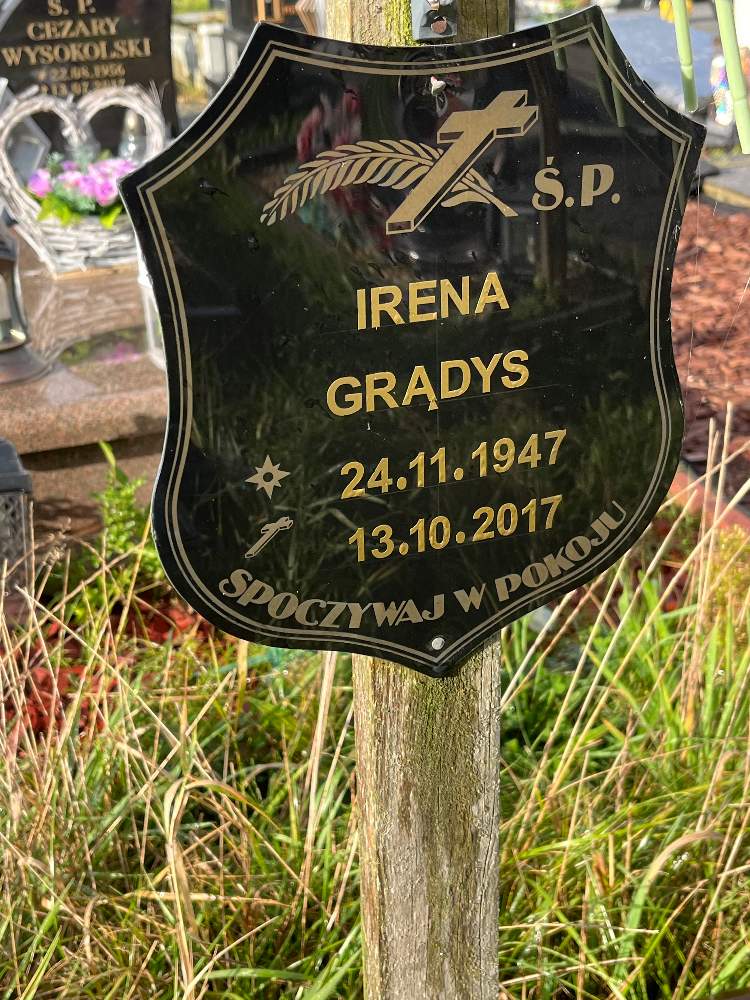 Ś. P.
CEZARY
WYSOKOLSKI
Ś.P.
IRENA
GRĄDYS
24.11.1947
13.10.2017
SPOCZYWAJ W POKOJU